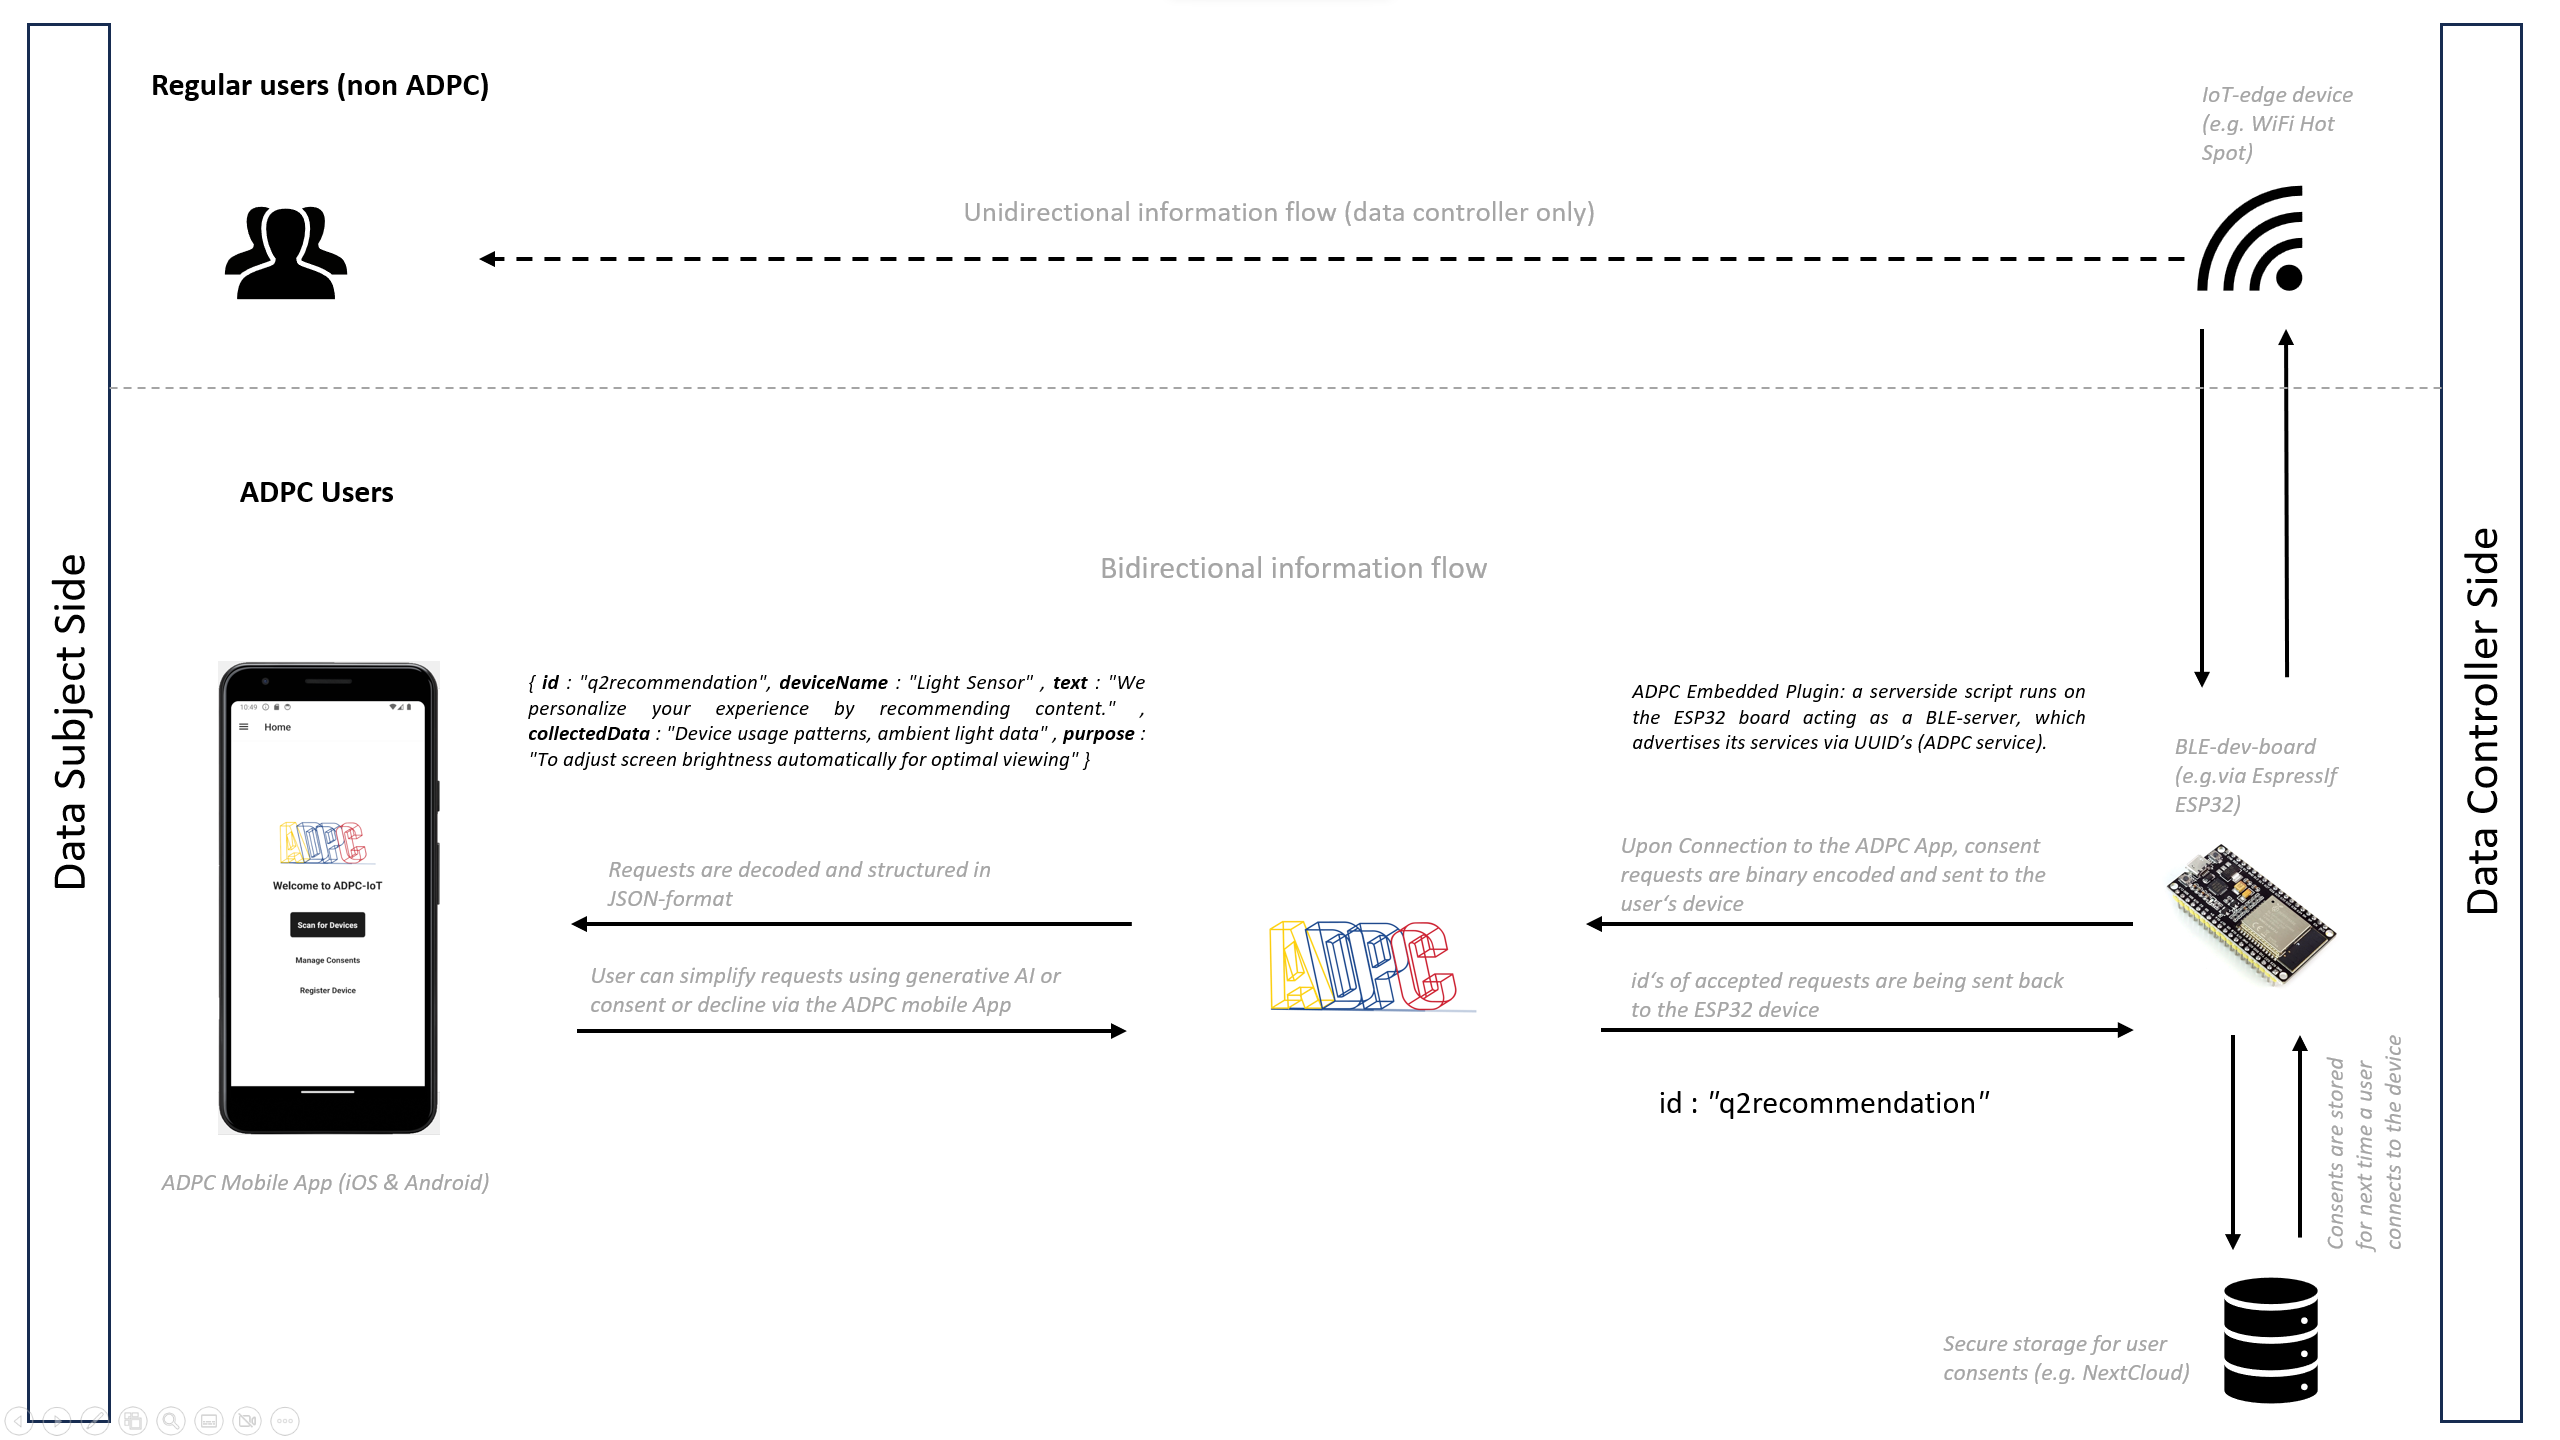 Regular users (non ADPC)
IoT-edge device
(e.g. WiFi Hot
Spot)
Unidirectional information flow (data controller only)
Data Subject Side
Data Controller Side
ADPC Users
Bidirectional information flow
10:49
Home
ADPC
Welcome to ADPC-IoT
Scan for Devices
Manage Consents
Register Device
ADPC Mobile App (iOS & Android)
{ id : "q2recommendation", deviceName : "Light Sensor" , text : "We
personalize your experience by recommending content." ,
collectedData : "Device usage patterns, ambient light data" , purpose :
"To adjust screen brightness automatically for optimal viewing" }
Requests are decoded and structured in
JSON-format
User can simplify requests using generative AI or
consent or decline via the ADPC mobile App
ADPC
ADPC Embedded Plugin: a serverside script runs on
the ESP32 board acting as a BLE-server, which
advertises its services via UUID’s (ADPC service).
Upon Connection to the ADPC App, consent
requests are binary encoded and sent to the
user‘s device
id‘s of accepted requests are being sent back
to the ESP32 device
id : "q2recommendation"
BLE-dev-board
(e.g.via EspressIf
ESP32)
Consents are stored
for next time a user
connects to the device
Secure storage for user
consents (e.g. NextCloud)